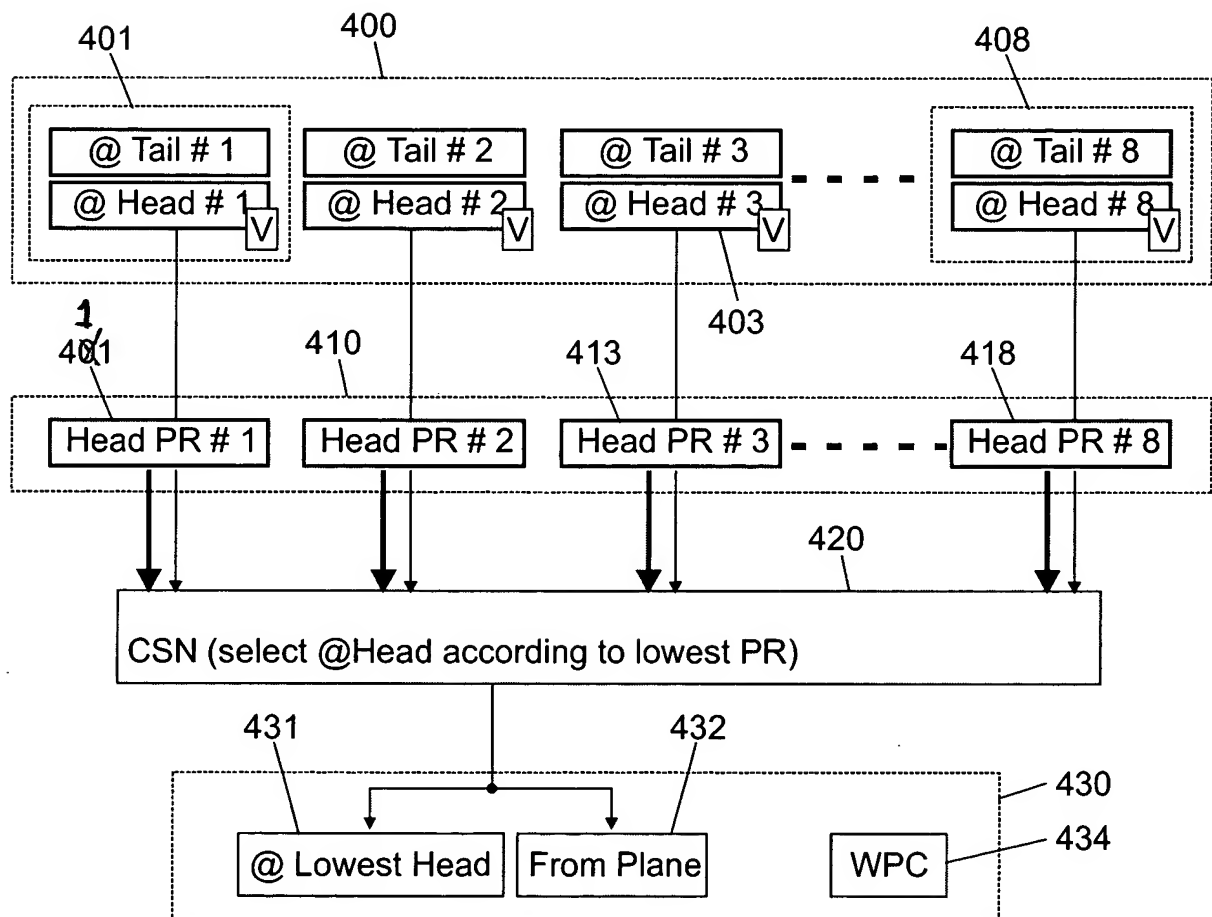 401 400 408
@ Tail # 1 @ Tail # 2 @ Tail # 3 @ Tail # 8
@ Head # 1 @ Head # 2 @ Head # 3 @ Head # 8
V V V V
403
1
401 410 413 418
Head PR # 1 Head PR # 2 Head PR # 3 Head PR # 8
420
CSN (select @Head according to lowest PR)
431 432
430
@ Lowest Head From Plane WPC 434